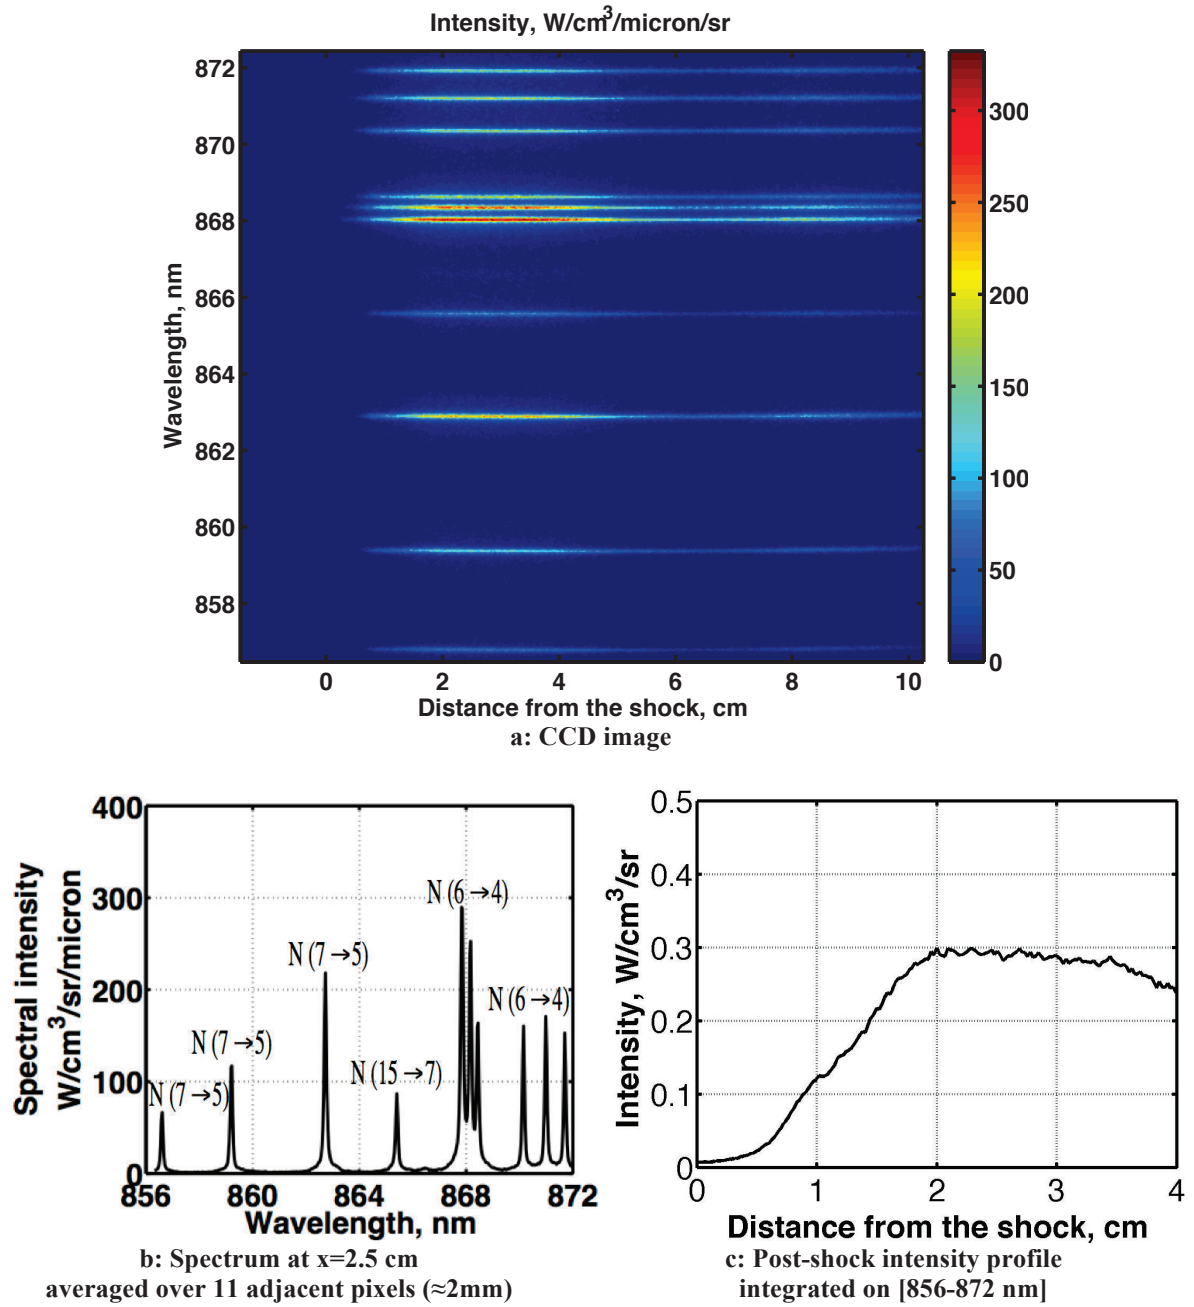 Intensity, W/cm3/micron/sr
872
870
868
866
864
862
860
858
Wavelength, nm
0 2 4 6 8 10
Distance from the shock, cm
300
250
200
150
100
50
0
a: CCD image
400
300
200
100
0
Spectral intensity
W/cm3/sr/micron
N (6→4)
N (7→5)
N (6→4)
N (7→5)
N (15→7)
N (7→5)
856 860 864 868 872
Wavelength, nm
b: Spectrum at x=2.5 cm
averaged over 11 adjacent pixels (≈2mm)
0.5
0.4
0.3
0.2
0.1
0
Intensity, W/cm3/sr
0 1 2 3 4
Distance from the shock, cm
c: Post-shock intensity profile
integrated on [856-872 nm]